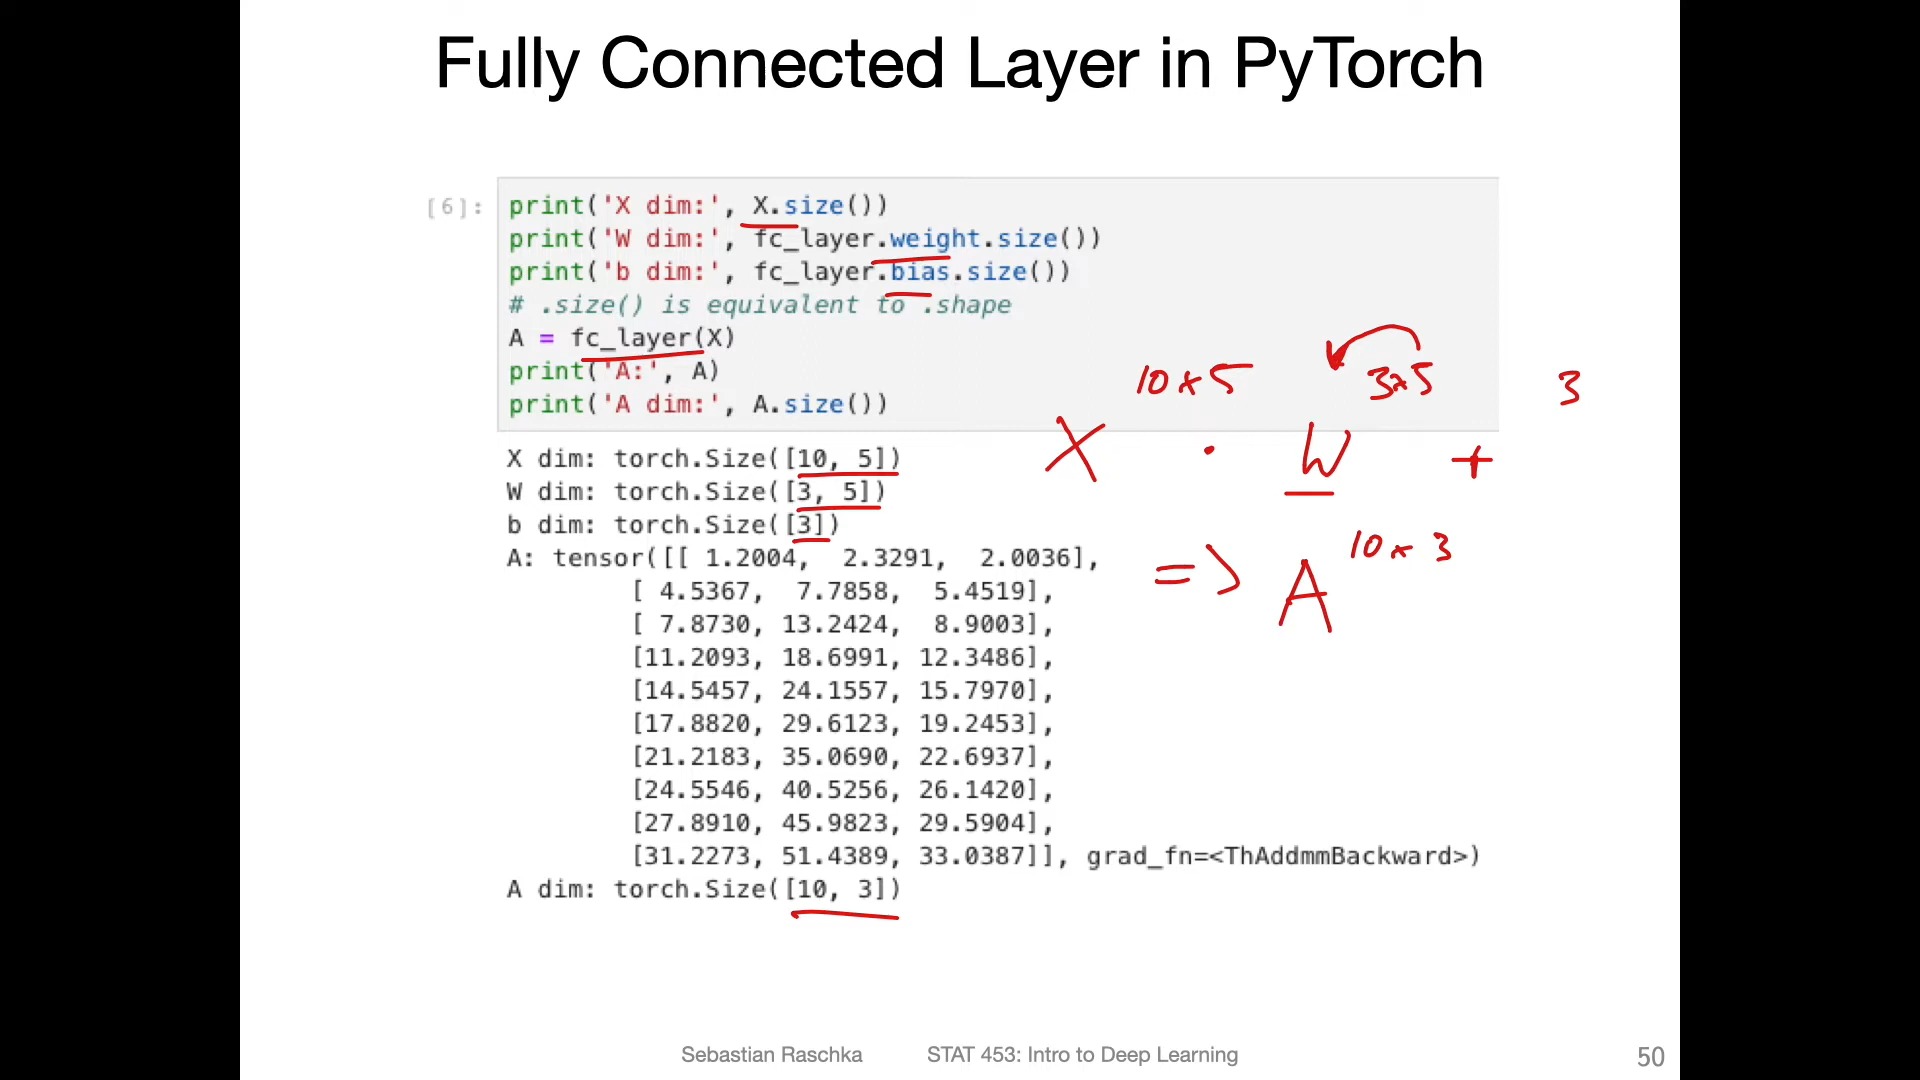 Fully Connected Layer in PyTorch
[6]:
print('X dim:', X.size())
print('W dim:', fc_layer.weight.size())
print('b dim:', fc_layer.bias.size())
# .size() is equivalent to .shape
A = fc_layer(X)
print('A:', A)
print('A dim:', A.size())
X dim: torch.Size([10, 5])
W dim: torch.Size([3, 5])
b dim: torch.Size([3])
A: tensor([[ 1.2004, 2.3291, 2.0036],
[ 4.5367, 7.7858, 5.4519],
[ 7.8730, 13.2424, 8.9003],
[11.2093, 18.6991, 12.3486],
[14.5457, 24.1557, 15.7970],
[17.8820, 29.6123, 19.2453],
[21.2183, 35.0690, 22.6937],
[24.5546, 40.5256, 26.1420],
[27.8910, 45.9823, 29.5904],
[31.2273, 51.4389, 33.0387]], grad_fn=<ThAddmmBackward>)
A dim: torch.Size([10, 3])
10 x 5 3x5 3
X · W +
10 x 3
=> A
Sebastian Raschka STAT 453: Intro to Deep Learning 50